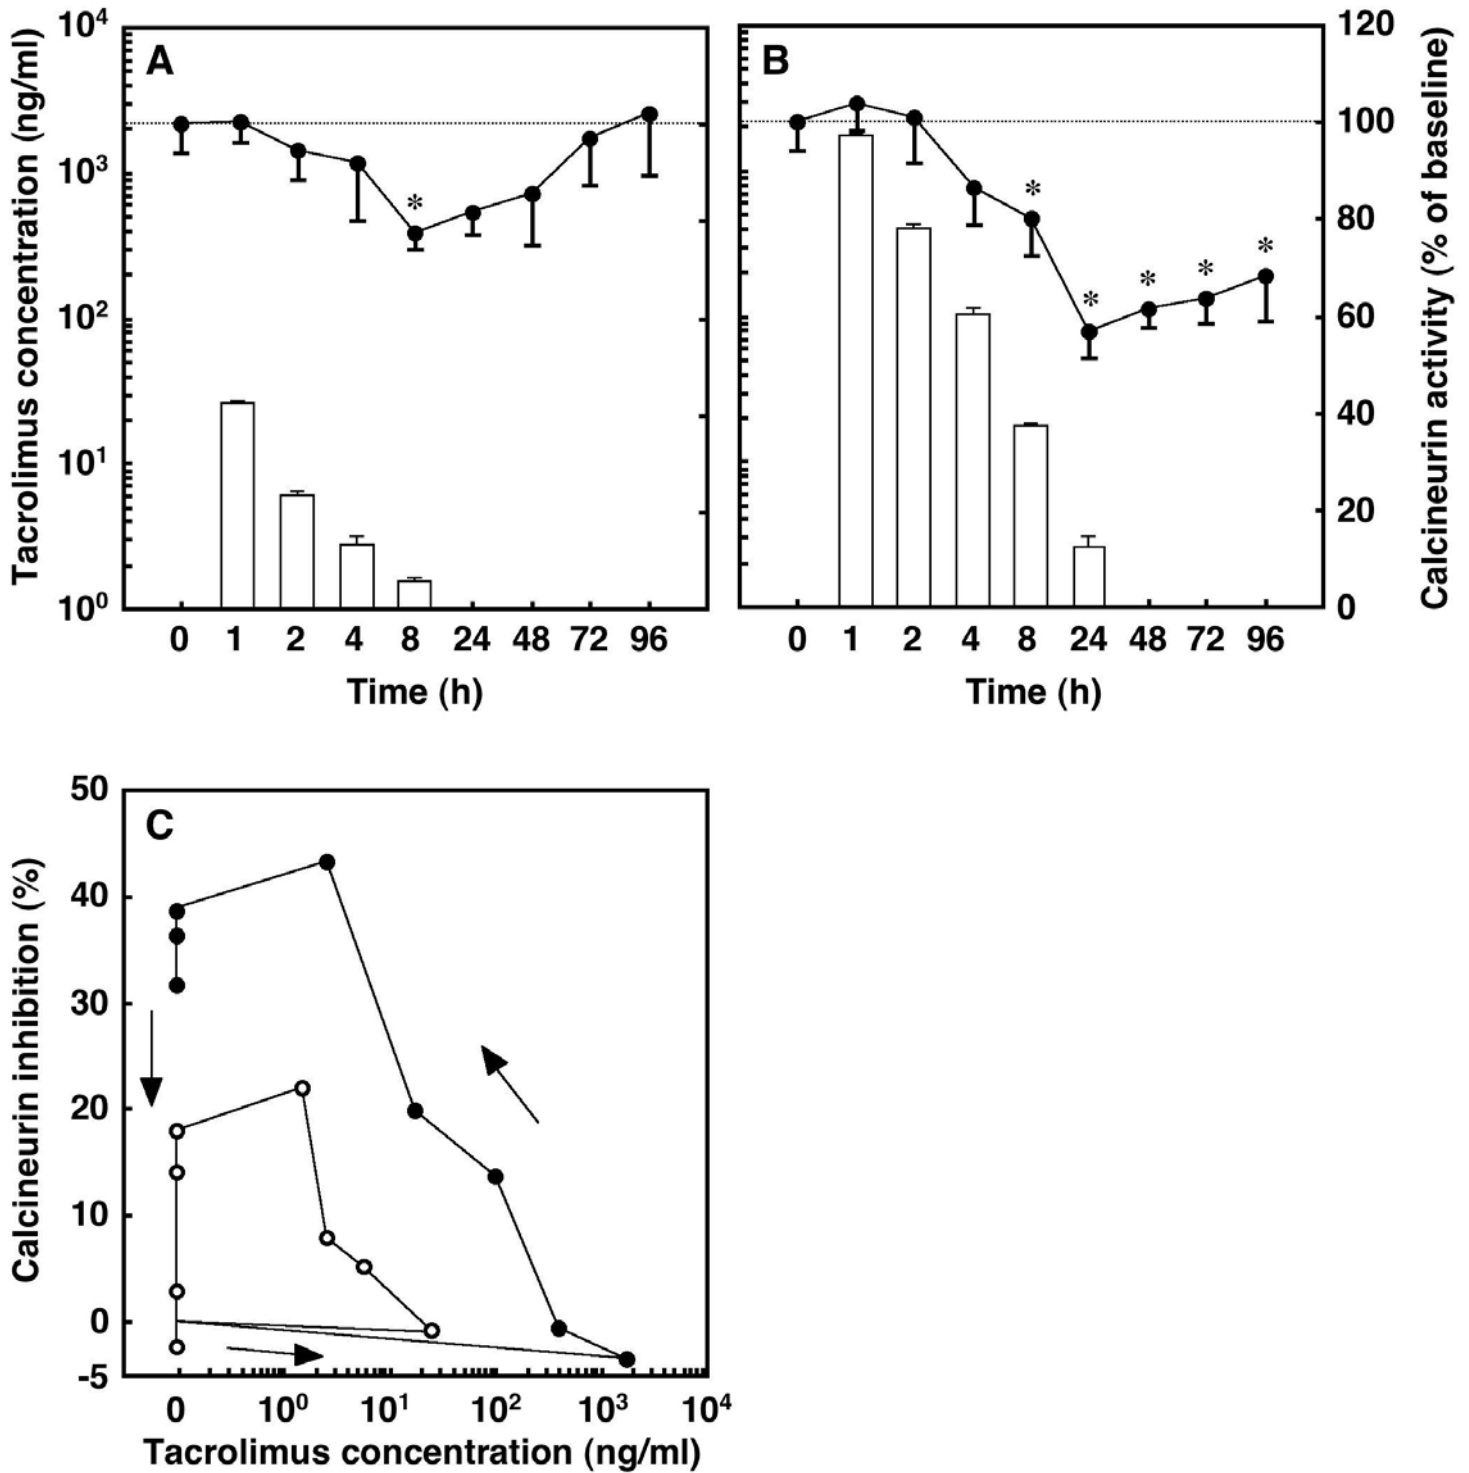 A
B
Tacrolimus concentration (ng/ml)
10⁴
10³
10²
10¹
10⁰
*
* * * * *
120
100
80
60
40
20
0
Calcineurin activity (% of baseline)
0 1 2 4 8 24 48 72 96
0 1 2 4 8 24 48 72 96
Time (h)
Time (h)
C
Calcineurin inhibition (%)
50
40
30
20
10
0
-5
0 10⁰ 10¹ 10² 10³ 10⁴
Tacrolimus concentration (ng/ml)